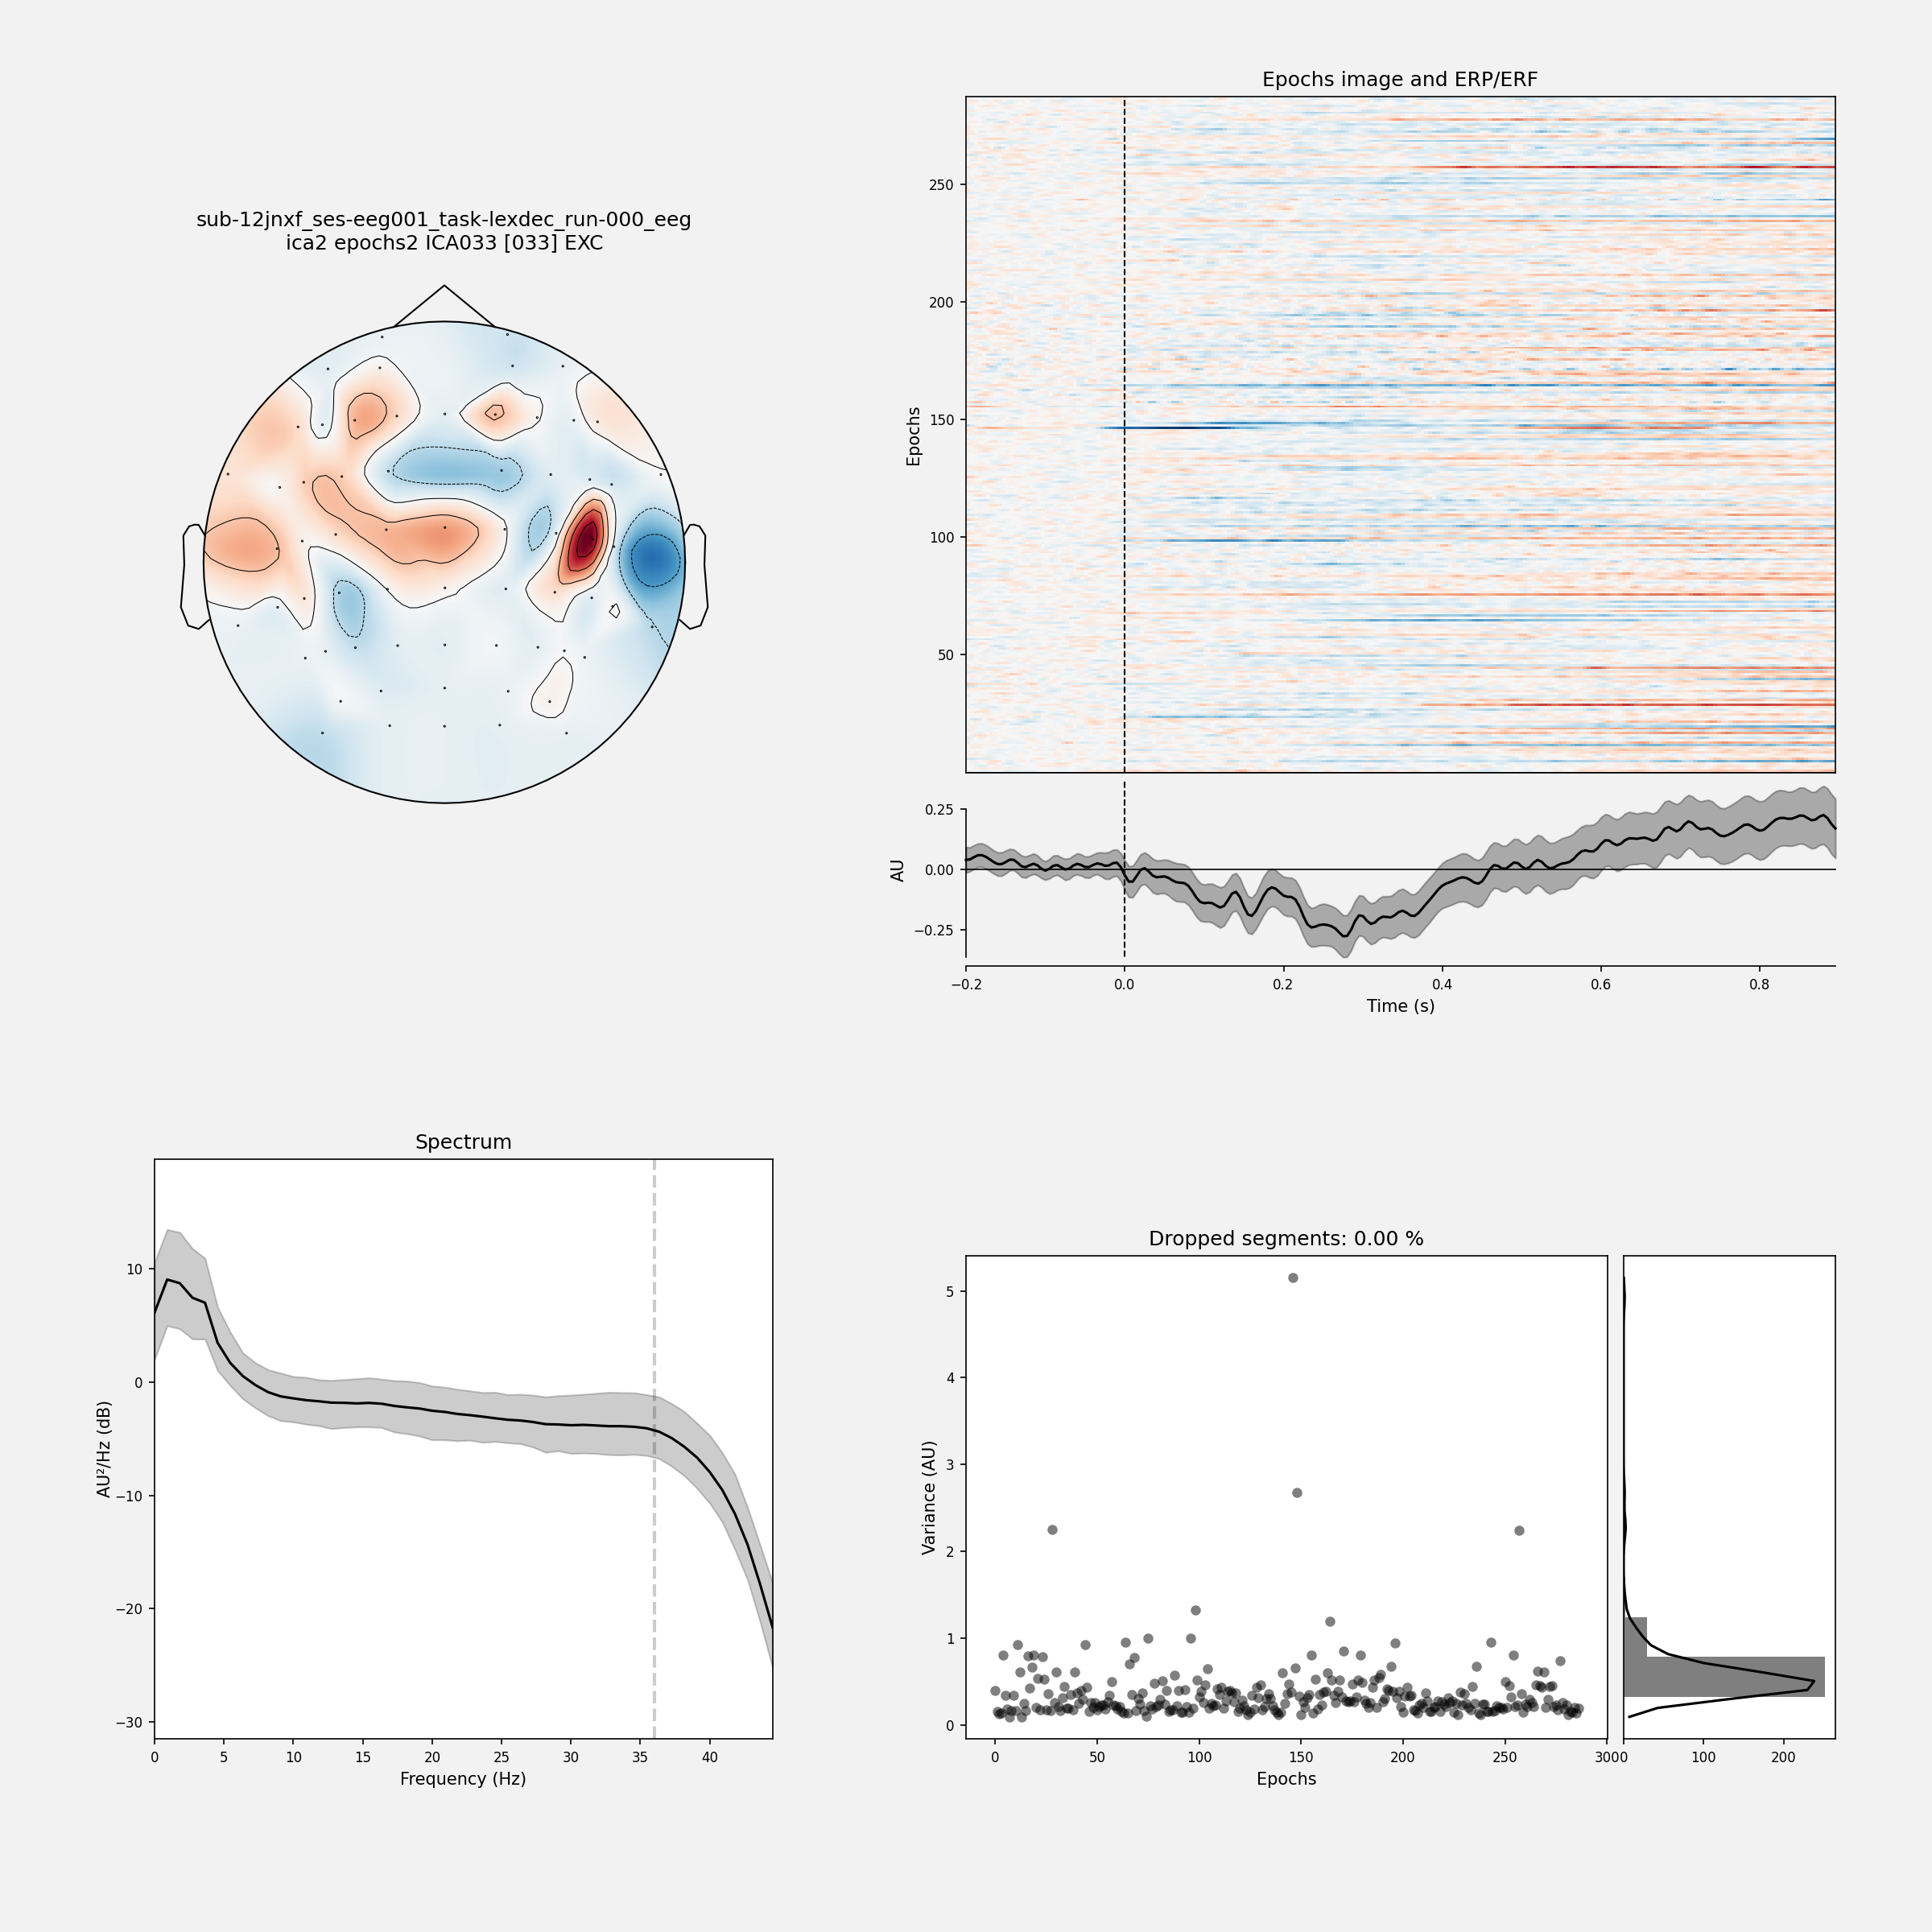 Epochs image and ERP/ERF
sub-12jnxf_ses-eeg001_task-lexdec_run-000_eeg
ica2 epochs2 ICA033 [033] EXC
Epochs
250
200
150
100
50
AU
0.25
0.00
−0.25
−0.2 0.0 0.2 0.4 0.6 0.8
Time (s)
Spectrum
AU²/Hz (dB)
10
0
−10
−20
−30
0 5 10 15 20 25 30 35 40
Frequency (Hz)
Dropped segments: 0.00 %
Variance (AU)
5
4
3
2
1
0
0 50 100 150 200 250 300
Epochs
0 100 200